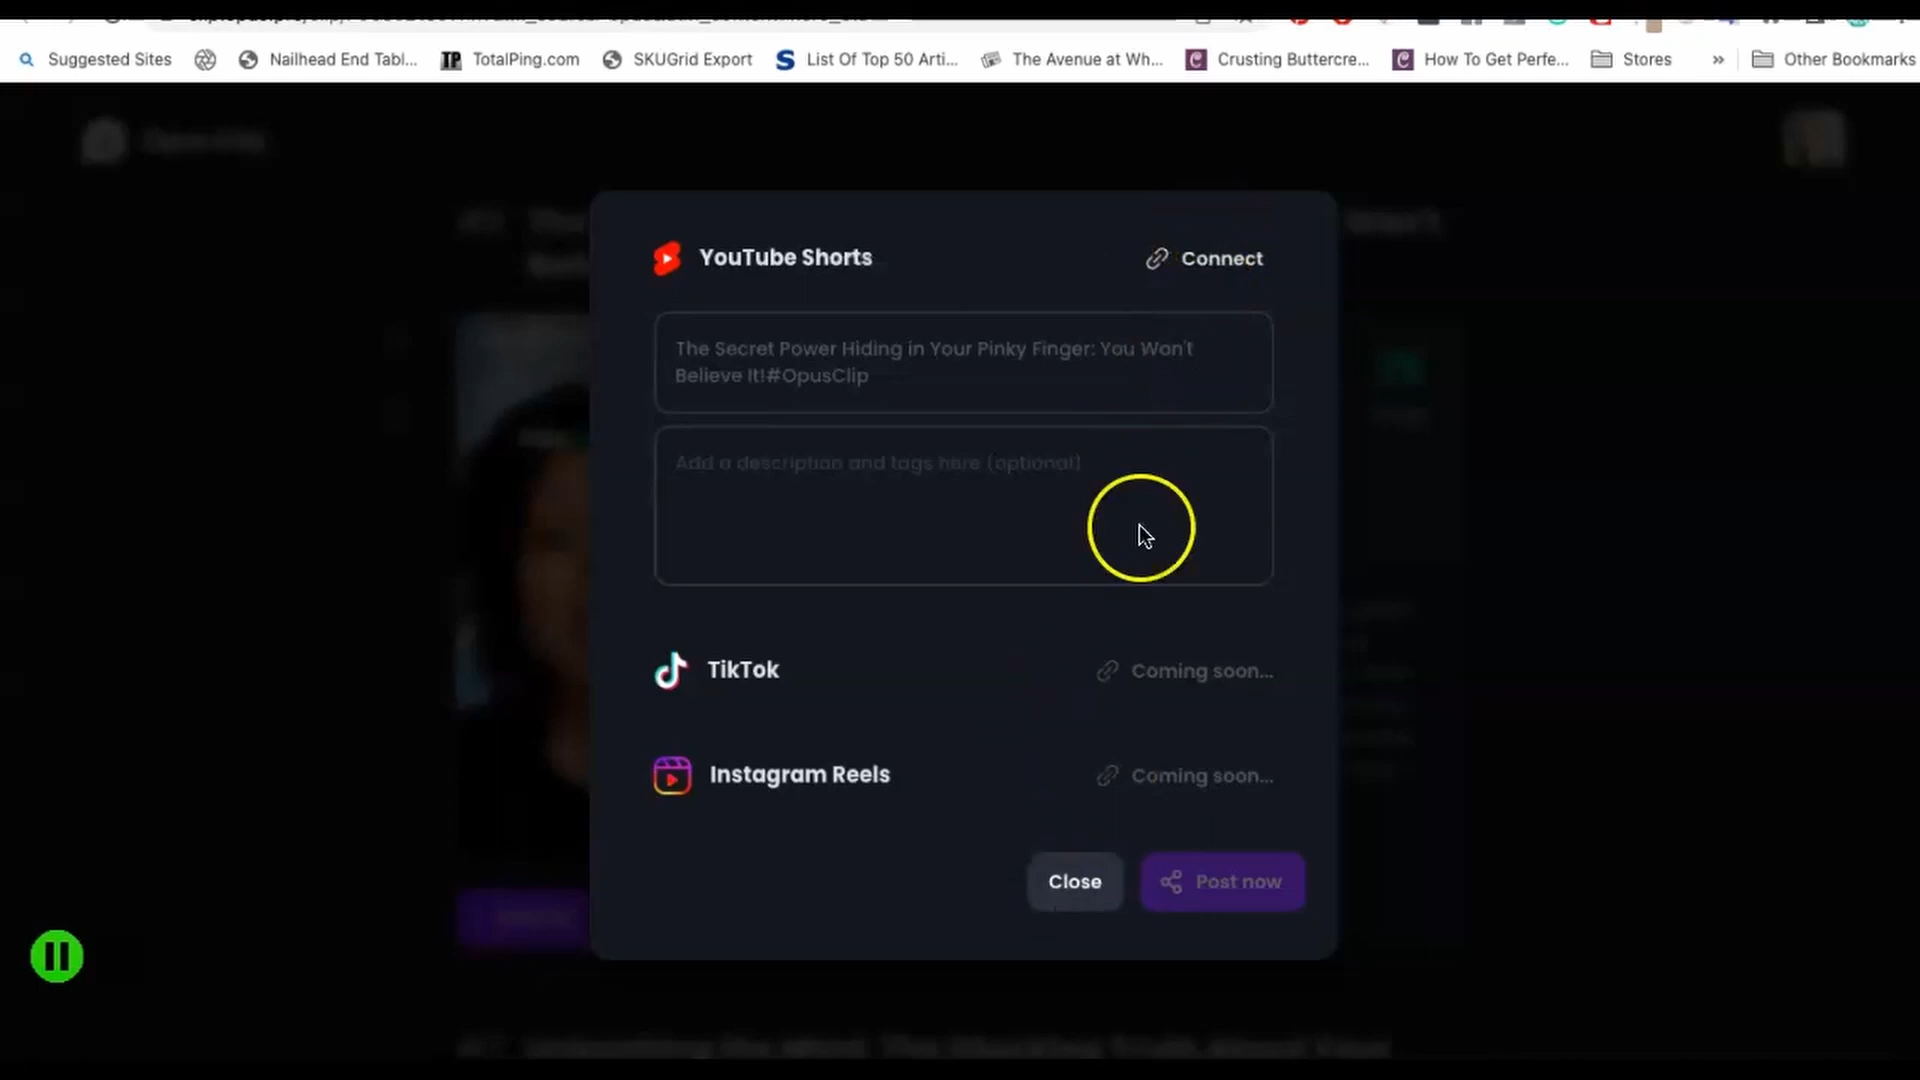 Suggested Sites
Nailhead End Tabl...
TotalPing.com
SKUGrid Export
List Of Top 50 Arti...
The Avenue at Wh...
Crusting Buttercre...
How To Get Perfe...
Stores
»
Other Bookmarks
YouTube Shorts
Connect
The Secret Power Hiding in Your Pinky Finger: You Won't
Believe It!#OpusClip
Add a description and tags here (optional)
TikTok
Coming soon...
Instagram Reels
Coming soon...
Close
Post now